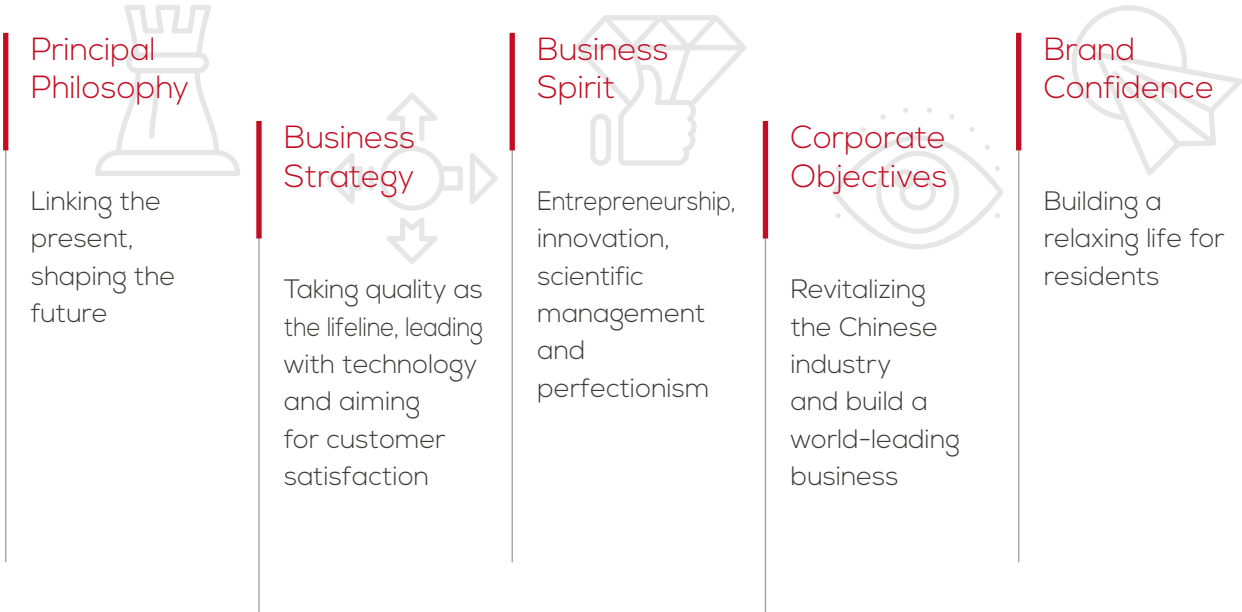 Principal
Philosophy
Linking the
present,
shaping the
future
Business
Strategy
Taking quality as
the lifeline, leading
with technology
and aiming
for customer
satisfaction
Business
Spirit
Entrepreneurship,
innovation,
scientific
management
and
perfectionism
Corporate
Objectives
Revitalizing
the Chinese
industry
and build a
world-leading
business
Brand
Confidence
Building a
relaxing life for
residents